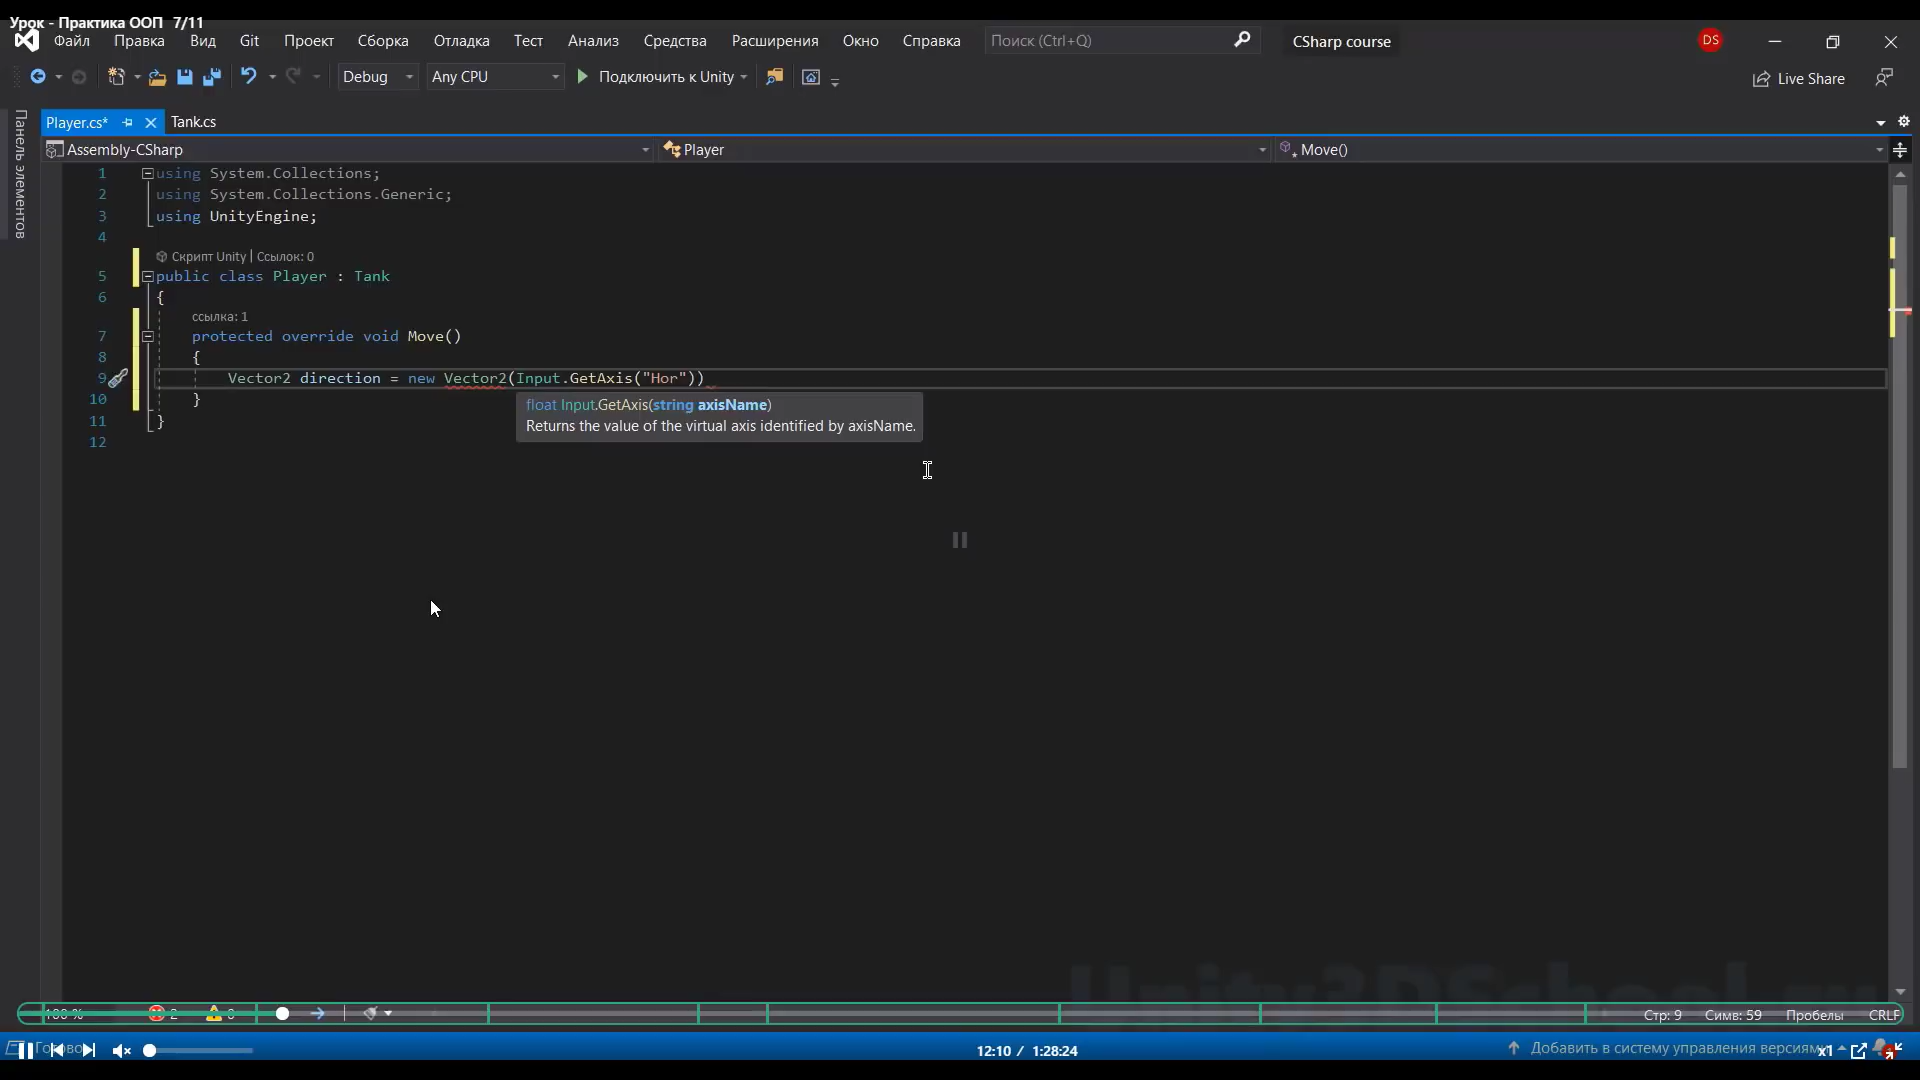 Урок - Практика ООП 7/11
Файл Правка Вид Git Проект Сборка Отладка Тест Анализ Средства Расширения Окно Справка Поиск (Ctrl+Q) CSharp course DS
Debug Any CPU Подключить к Unity Live Share
Панель элементов
Player.cs* Tank.cs
Assembly-CSharp Player Move()
1 using System.Collections;
2 using System.Collections.Generic;
3 using UnityEngine;
4
Скрипт Unity | Ссылок: 0
5 public class Player : Tank
6 {
ссылка: 1
7 protected override void Move()
8 {
9 Vector2 direction = new Vector2(Input.GetAxis("Hor"))
10 }
float Input.GetAxis(string axisName)
11 }
Returns the value of the virtual axis identified by axisName.
12
100 % 2 Стр: 9 Симв: 59 Пробелы CRLF
Готово 12:10 / 1:28:24 Добавить в систему управления версиями x1